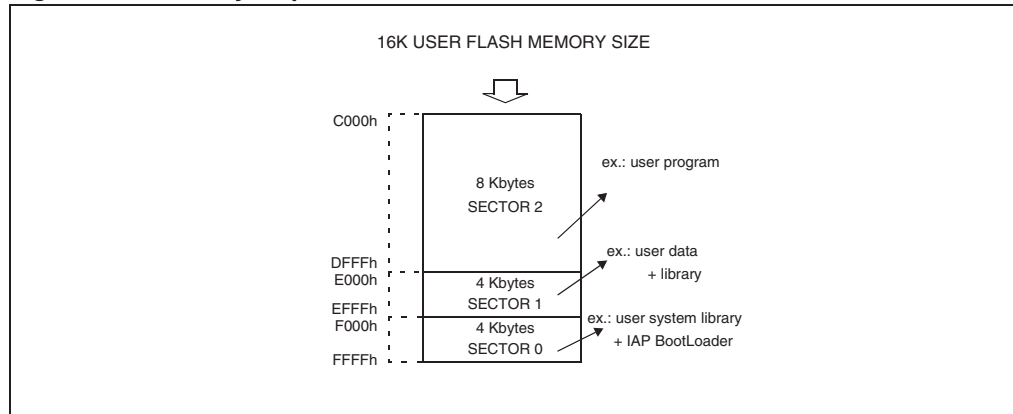 16K USER FLASH MEMORY SIZE
C000h
8 Kbytes
SECTOR 2
ex.: user program
DFFFh
E000h
4 Kbytes
SECTOR 1
ex.: user data
+ library
EFFFh
F000h
4 Kbytes
SECTOR 0
ex.: user system library
+ IAP BootLoader
FFFFh